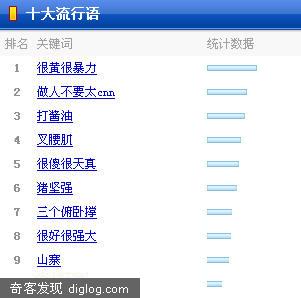 十大流行语
排名 关键词 统计数据
1 很黄很暴力
2 做人不要太cnn
3 打酱油
4 叉腰肌
5 很傻很天真
6 猪坚强
7 三个俯卧撑
8 很好很强大
9 山寨
奇客发现 diglog.com